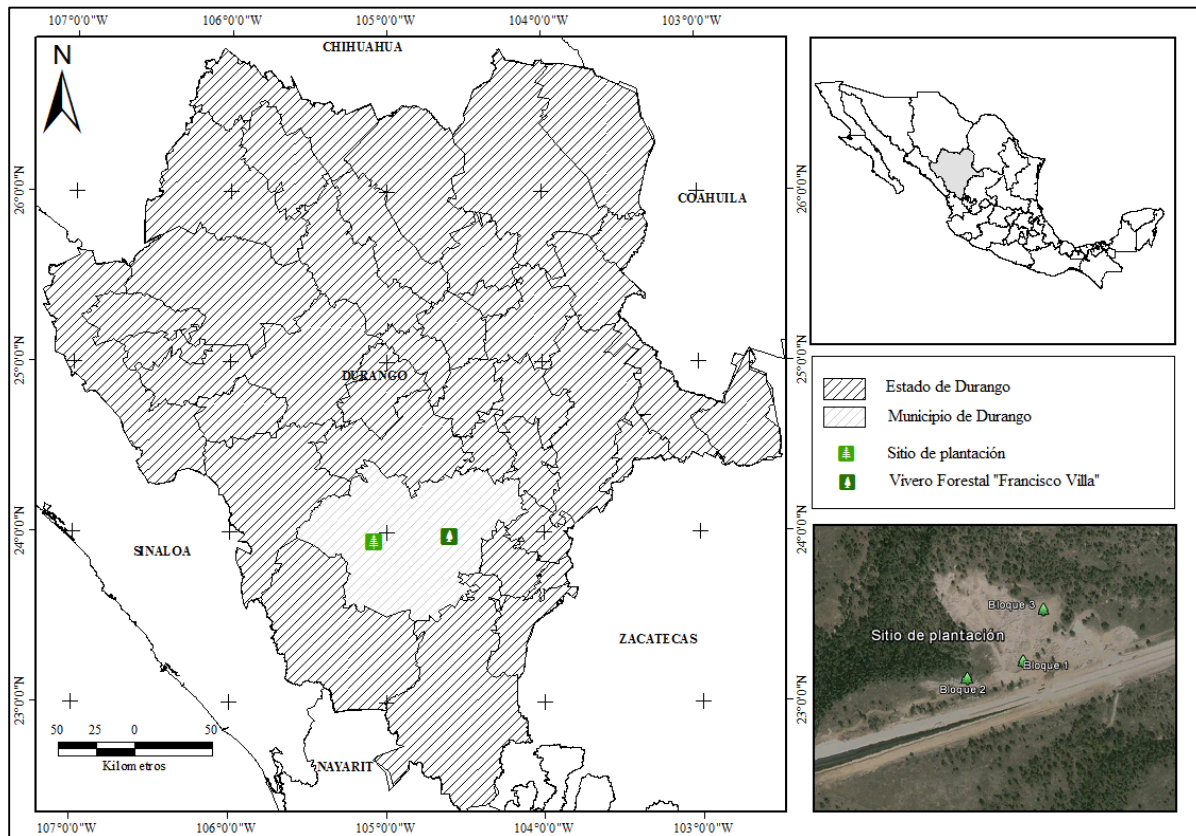 107°0'0"W 106°0'0"W 105°0'0"W 104°0'0"W 103°0'0"W
N
CHIHUAHUA
COAHUILA
DURANGO
SINALOA
ZACATECAS
NAYARIT
26°0'0"N
25°0'0"N
24°0'0"N
23°0'0"N
50 25 0 50
Kilometros
107°0'0"W 106°0'0"W 105°0'0"W 104°0'0"W 103°0'0"W
26°0'0"N
25°0'0"N
24°0'0"N
23°0'0"N
Estado de Durango
Municipio de Durango
Sitio de plantación
Vivero Forestal "Francisco Villa"
Bloque 3
Sitio de plantación
Bloque 1
Bloque 2